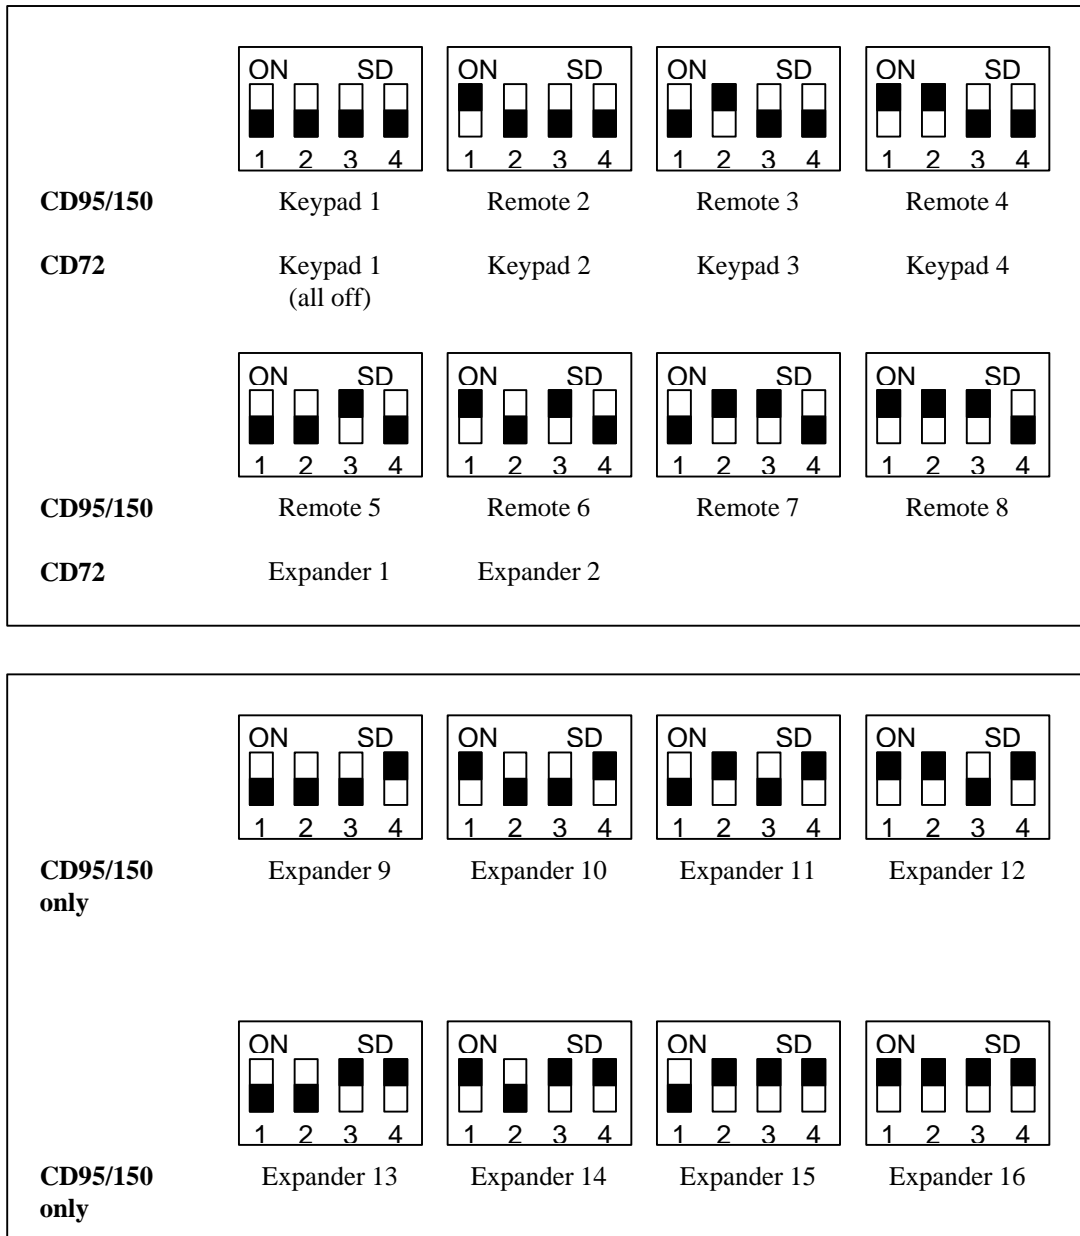 ON SD ON SD ON SD ON SD
1 2 3 4 1 2 3 4 1 2 3 4 1 2 3 4
CD95/150 Keypad 1 Remote 2 Remote 3 Remote 4
CD72 Keypad 1 Keypad 2 Keypad 3 Keypad 4
(all off)
ON SD ON SD ON SD ON SD
1 2 3 4 1 2 3 4 1 2 3 4 1 2 3 4
CD95/150 Remote 5 Remote 6 Remote 7 Remote 8
CD72 Expander 1 Expander 2
ON SD ON SD ON SD ON SD
1 2 3 4 1 2 3 4 1 2 3 4 1 2 3 4
CD95/150 Expander 9 Expander 10 Expander 11 Expander 12
only
ON SD ON SD ON SD ON SD
1 2 3 4 1 2 3 4 1 2 3 4 1 2 3 4
CD95/150 Expander 13 Expander 14 Expander 15 Expander 16
only